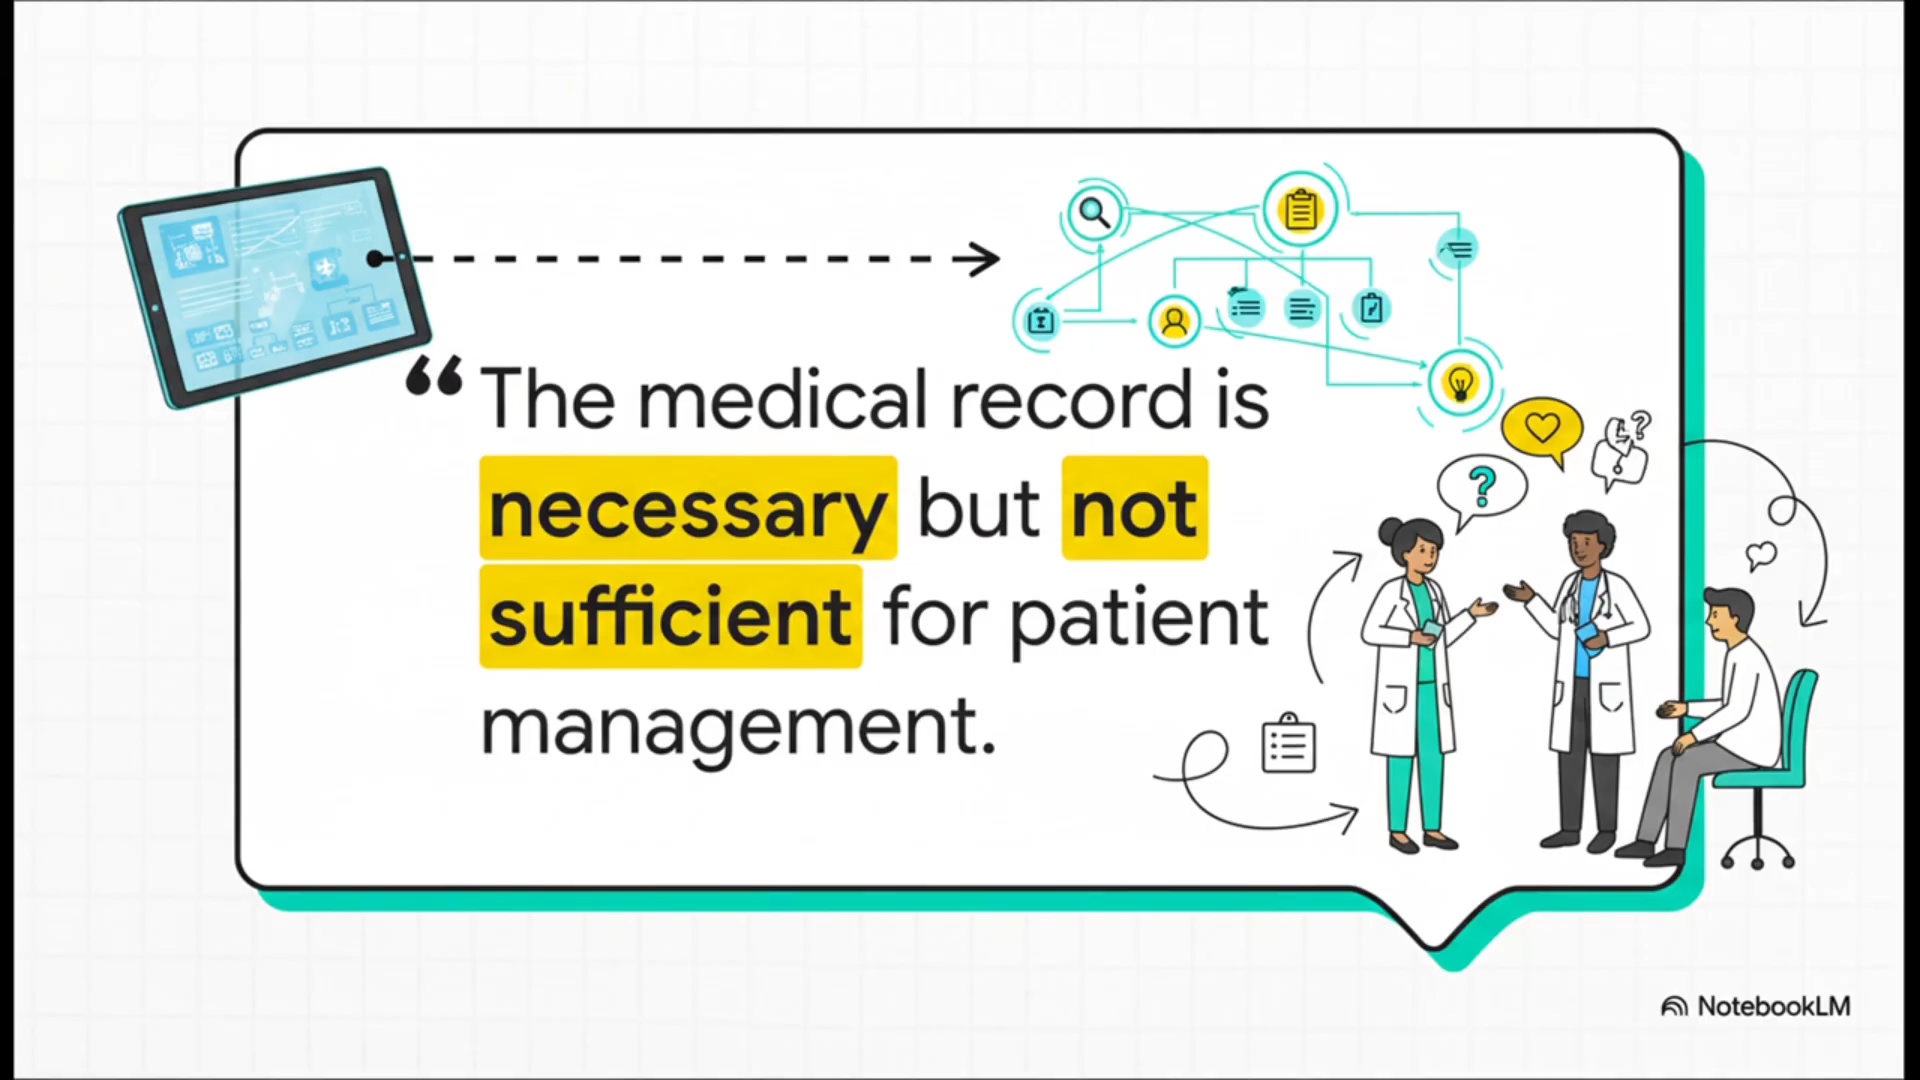 “The medical record is
necessary but not
sufficient for patient
management.
?
?
NotebookLM